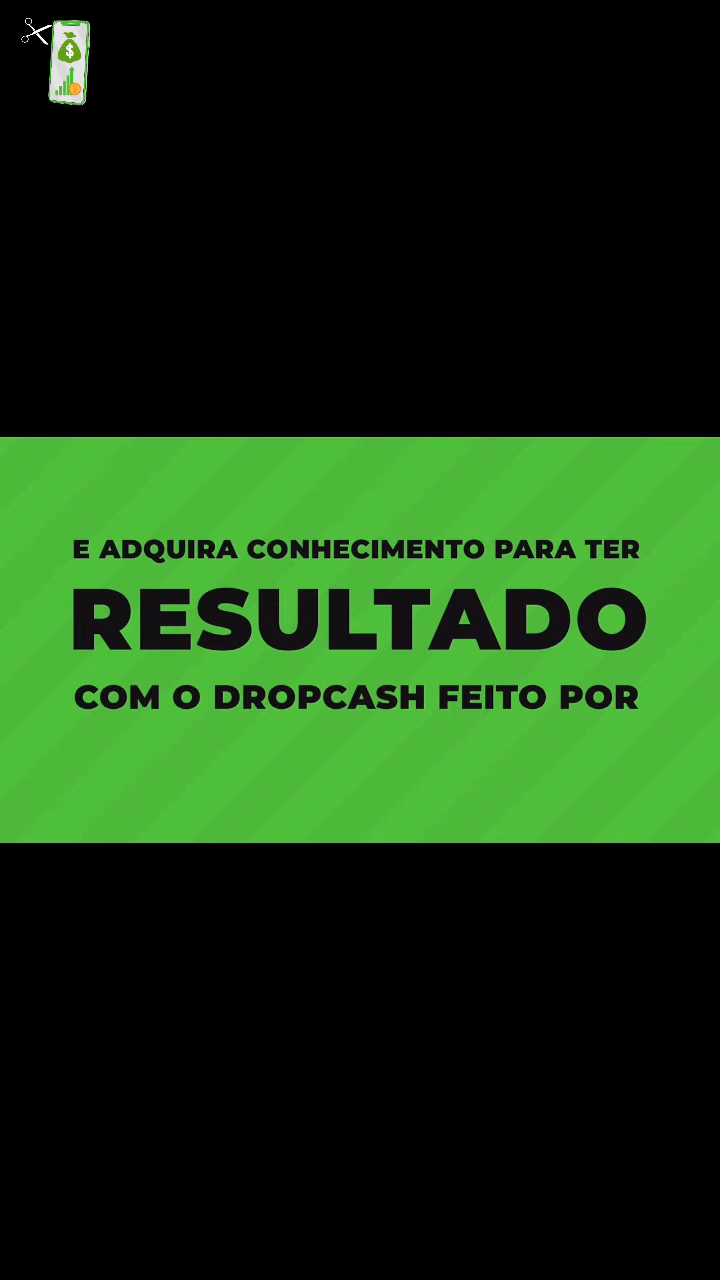 E ADQUIRA CONHECIMENTO PARA TER
RESULTADO
COM O DROPCASH FEITO POR